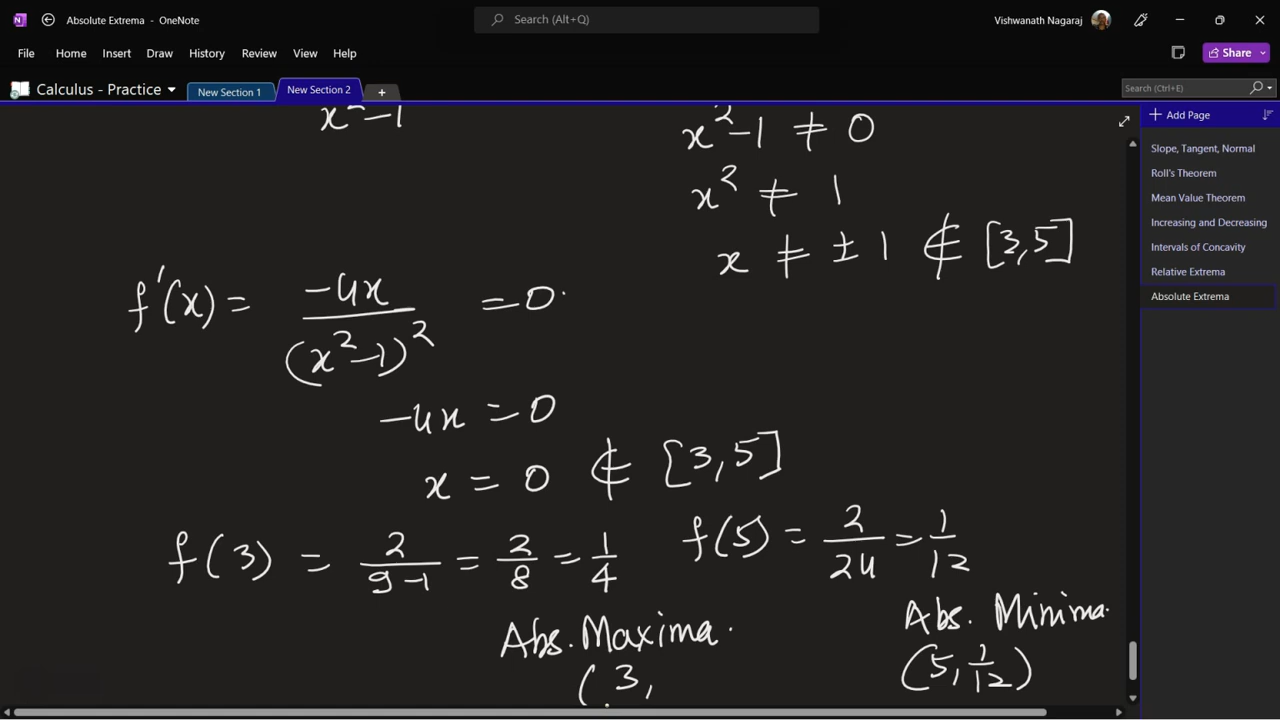 Absolute Extrema - OneNote
Search (Alt+Q)
Vishwanath Nagaraj
File Home Insert Draw History Review View Help
Share
Calculus - Practice
New Section 1
New Section 2
+
Search (Ctrl+E)
Add Page
Slope, Tangent, Normal
Roll's Theorem
Mean Value Theorem
Increasing and Decreasing
Intervals of Concavity
Relative Extrema
Absolute Extrema
x²-1
x²-1 ≠ 0
x² ≠ 1
x ≠ ±1 ⊄ [3,5]
f'(x) = -4x/(x²-1)² = 0.
-4x = 0
x = 0 ⊄ [3,5]
f(3) = 2/(9-1) = 2/8 = 1/4
f(5) = 2/24 = 1/12
Abs. Maxima.
(3,
Abs. Minima.
(5, 1/12)